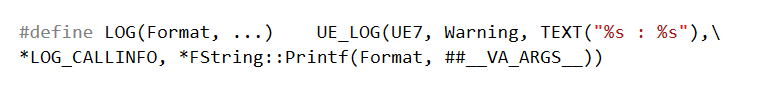 #define LOG(Format, ...)    UE_LOG(UE7, Warning, TEXT("%s : %s"),\
*LOG_CALLINFO, *FString::Printf(Format, ##__VA_ARGS__))